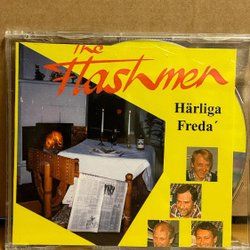 The
Flashmen
Härliga
Freda´